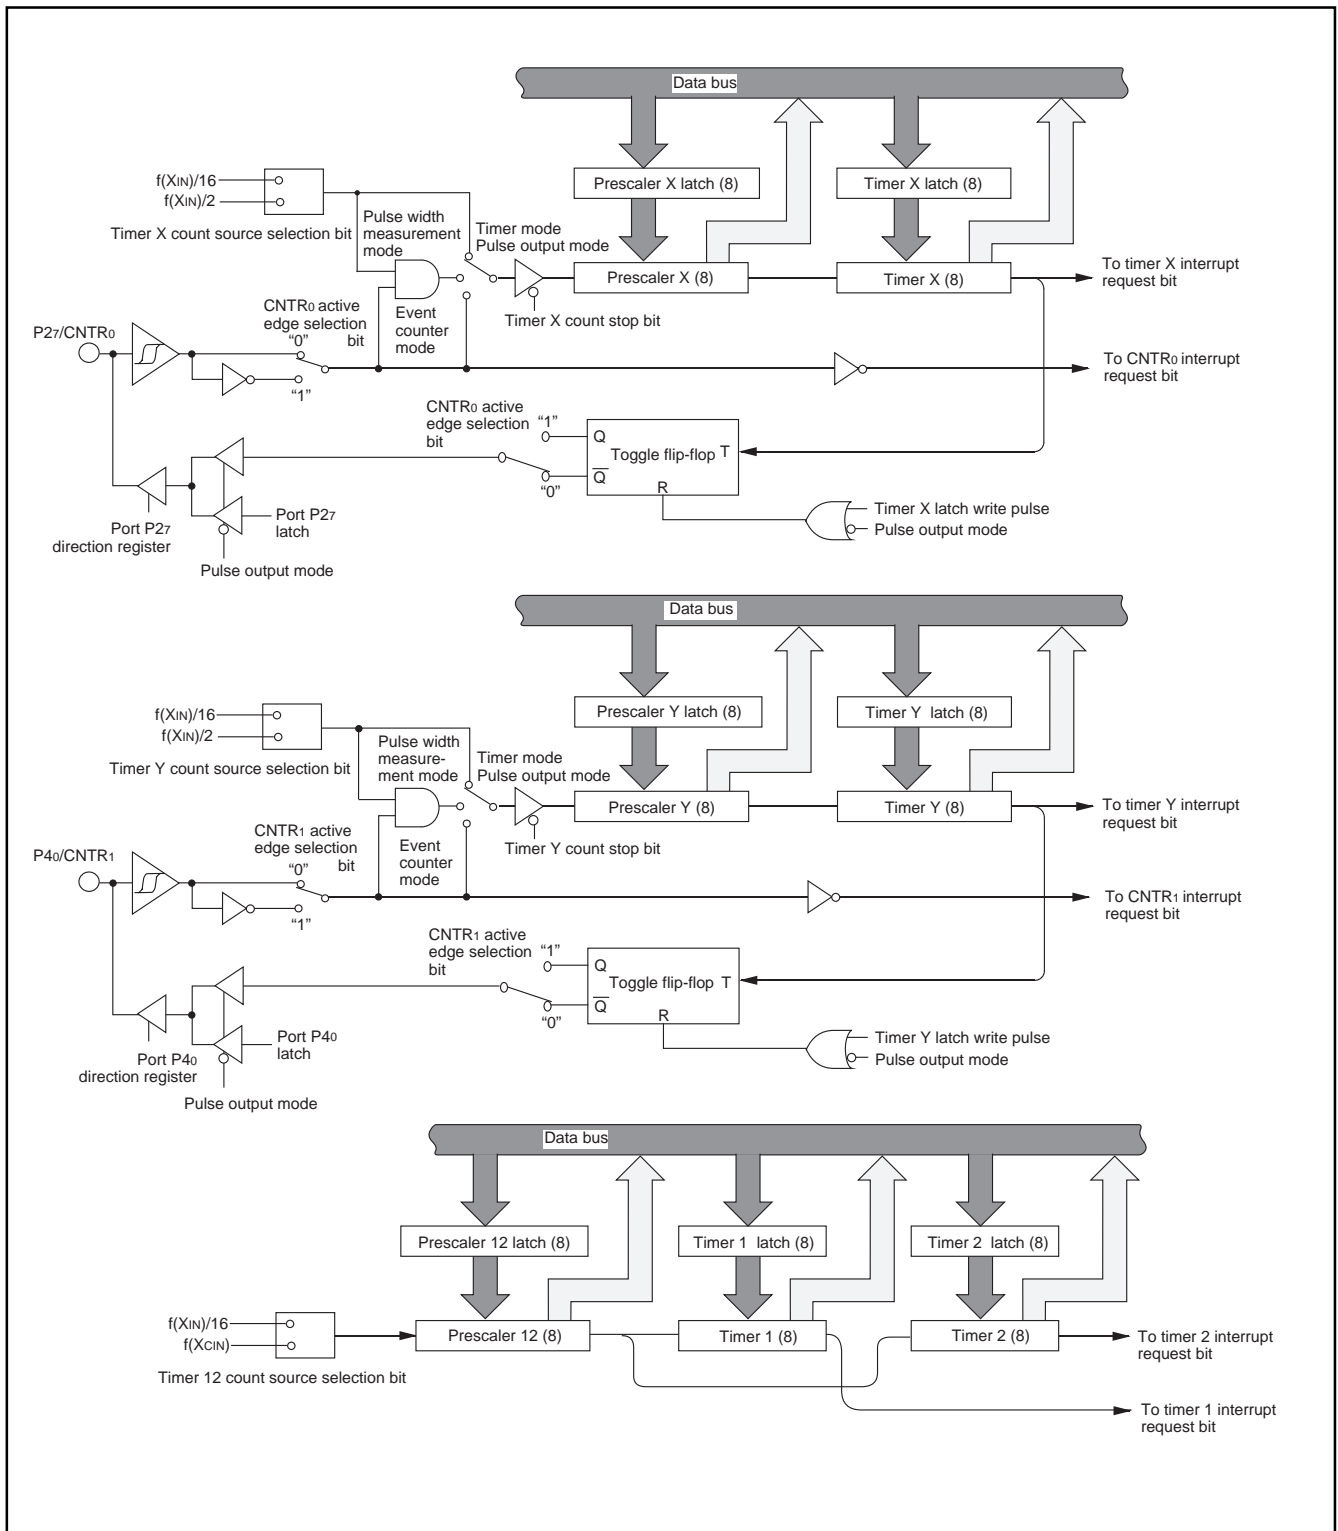 Data bus
f(XIN)/16
f(XIN)/2
Timer X count source selection bit
Prescaler X latch (8)
Timer X latch (8)
Pulse width
measurement
mode
Timer mode
Pulse output mode
Prescaler X (8)
Timer X (8)
To timer X interrupt
request bit
Timer X count stop bit
CNTR0 active
edge selection
bit
Event
counter
mode
P27/CNTR0
“0”
“1”
To CNTR0 interrupt
request bit
CNTR0 active
edge selection
bit
“1”
“0”
Q
Toggle flip-flop T
Q̅
R
Timer X latch write pulse
Pulse output mode
Port P27
latch
Port P27
direction register
Pulse output mode
Data bus
f(XIN)/16
f(XIN)/2
Timer Y count source selection bit
Prescaler Y latch (8)
Timer Y latch (8)
Pulse width
measure-
ment mode
Timer mode
Pulse output mode
Prescaler Y (8)
Timer Y (8)
To timer Y interrupt
request bit
Timer Y count stop bit
CNTR1 active
edge selection
bit
Event
counter
mode
P40/CNTR1
“0”
“1”
To CNTR1 interrupt
request bit
CNTR1 active
edge selection
bit
“1”
“0”
Q
Toggle flip-flop T
Q̅
R
Timer Y latch write pulse
Pulse output mode
Port P40
latch
Port P40
direction register
Pulse output mode
Data bus
Prescaler 12 latch (8)
Timer 1 latch (8)
Timer 2 latch (8)
f(XIN)/16
f(XCIN)
Timer 12 count source selection bit
Prescaler 12 (8)
Timer 1 (8)
Timer 2 (8)
To timer 2 interrupt
request bit
To timer 1 interrupt
request bit